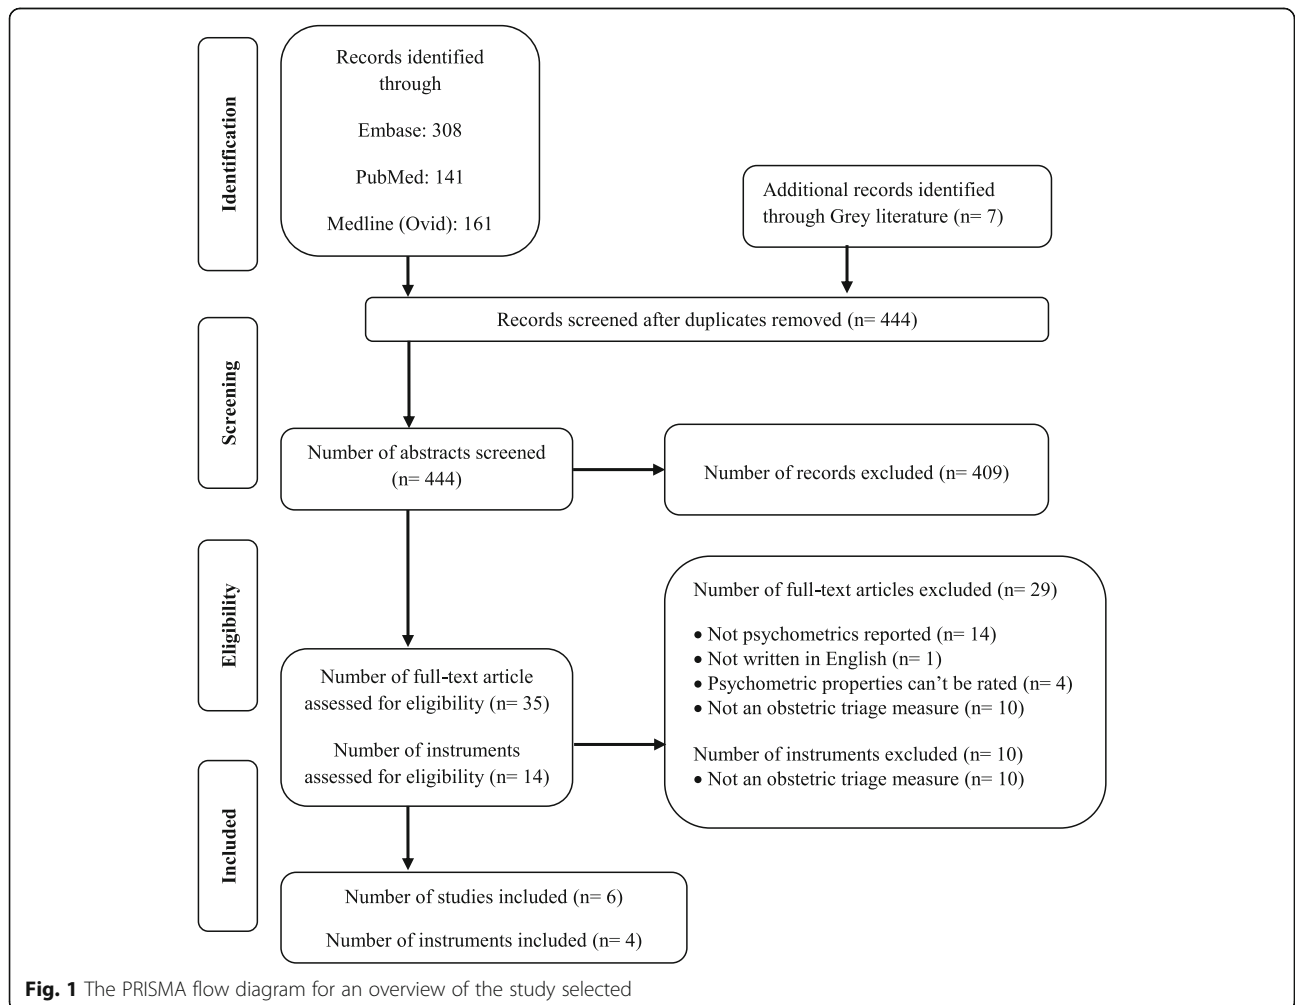 Identification
Records identified
through
Embase: 308
PubMed: 141
Medline (Ovid): 161
Additional records identified
through Grey literature (n= 7)
Records screened after duplicates removed (n= 444)
Screening
Number of abstracts screened
(n= 444)
Number of records excluded (n= 409)
Eligibility
Number of full-text article
assessed for eligibility (n= 35)
Number of instruments
assessed for eligibility (n= 14)
Number of full-text articles excluded (n= 29)
• Not psychometrics reported (n= 14)
• Not written in English (n= 1)
• Psychometric properties can’t be rated (n= 4)
• Not an obstetric triage measure (n= 10)
Number of instruments excluded (n= 10)
• Not an obstetric triage measure (n= 10)
Included
Number of studies included (n= 6)
Number of instruments included (n= 4)
Fig. 1 The PRISMA flow diagram for an overview of the study selected